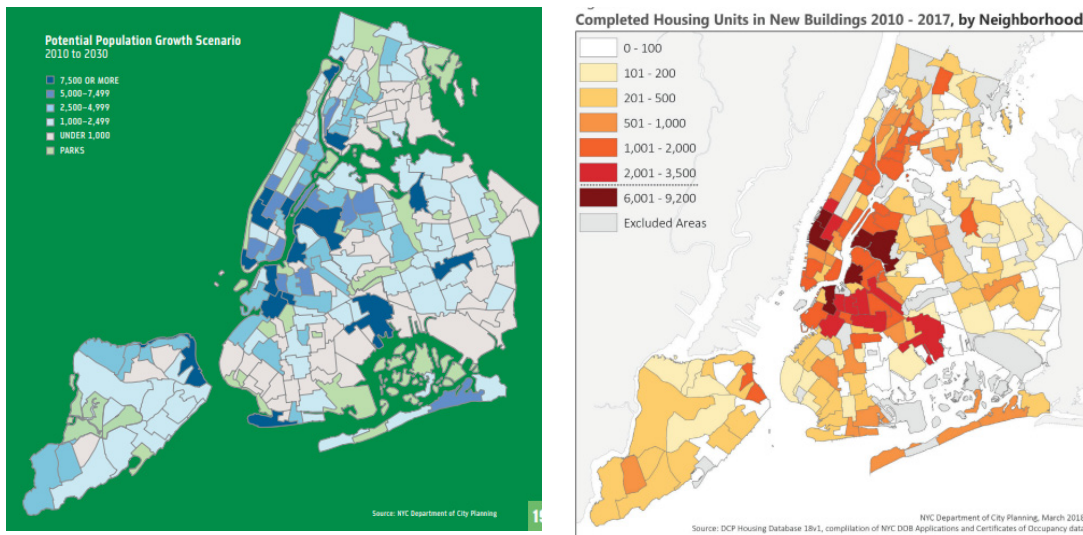 Potential Population Growth Scenario
2010 to 2030
7,500 OR MORE
5,000–7,499
2,500–4,999
1,000–2,499
UNDER 1,000
PARKS
Source: NYC Department of City Planning
Completed Housing Units in New Buildings 2010 - 2017, by Neighborhood
0 - 100
101 - 200
201 - 500
501 - 1,000
1,001 - 2,000
2,001 - 3,500
6,001 - 9,200
Excluded Areas
NYC Department of City Planning, March 2018
Source: DCP Housing Database 18v1, complilation of NYC DOB Applications and Certificates of Occupancy data